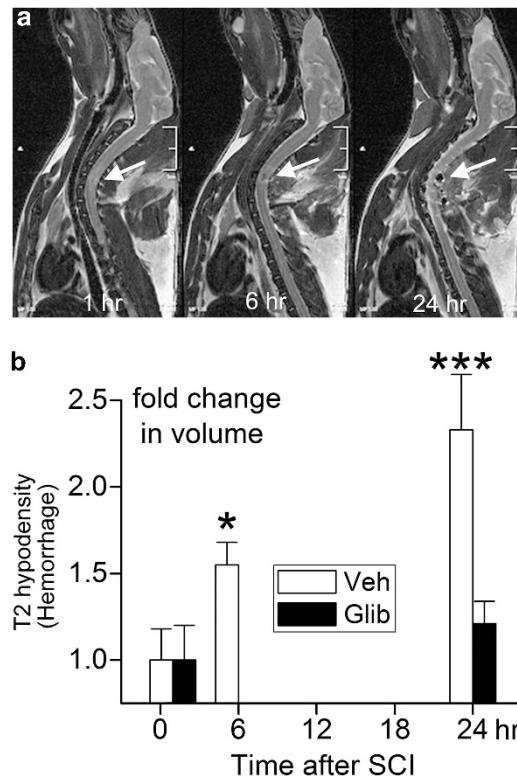 a
1 hr
6 hr
24 hr
b
fold change
in volume
***
*
T2 hypodensity
(Hemorrhage)
2.5
2.0
1.5
1.0
Veh
Glib
0 6 12 18 24 hr
Time after SCI